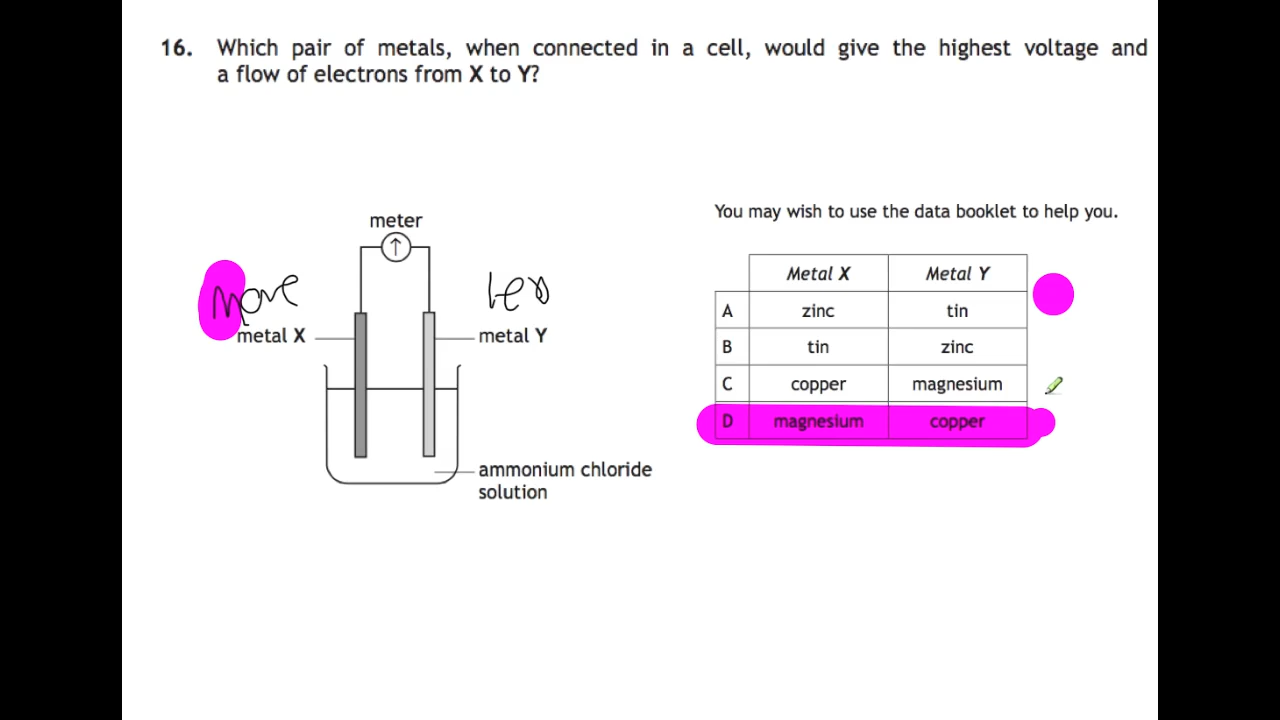 16. Which pair of metals, when connected in a cell, would give the highest voltage and
a flow of electrons from X to Y?
You may wish to use the data booklet to help you.
meter
More
metal X
metal Y
ammonium chloride
solution
Metal X Metal Y
A zinc tin
B tin zinc
C copper magnesium
D magnesium copper